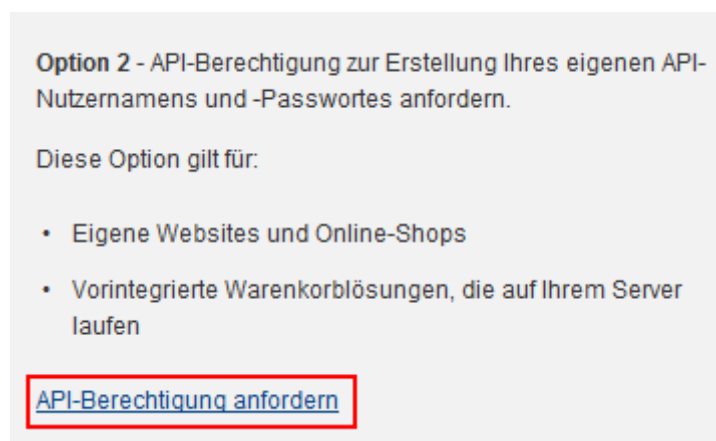 Option 2 - API-Berechtigung zur Erstellung Ihres eigenen API-
Nutzernamens und -Passwortes anfordern.
Diese Option gilt für:
• Eigene Websites und Online-Shops
• Vorintegrierte Warenkorblösungen, die auf Ihrem Server
laufen
API-Berechtigung anfordern